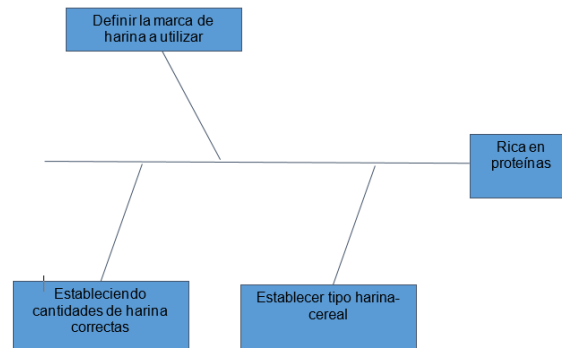 Definir la marca de
harina a utilizar
Rica en
proteínas
Estableciendo
cantidades de harina
correctas
Establecer tipo harina-
cereal